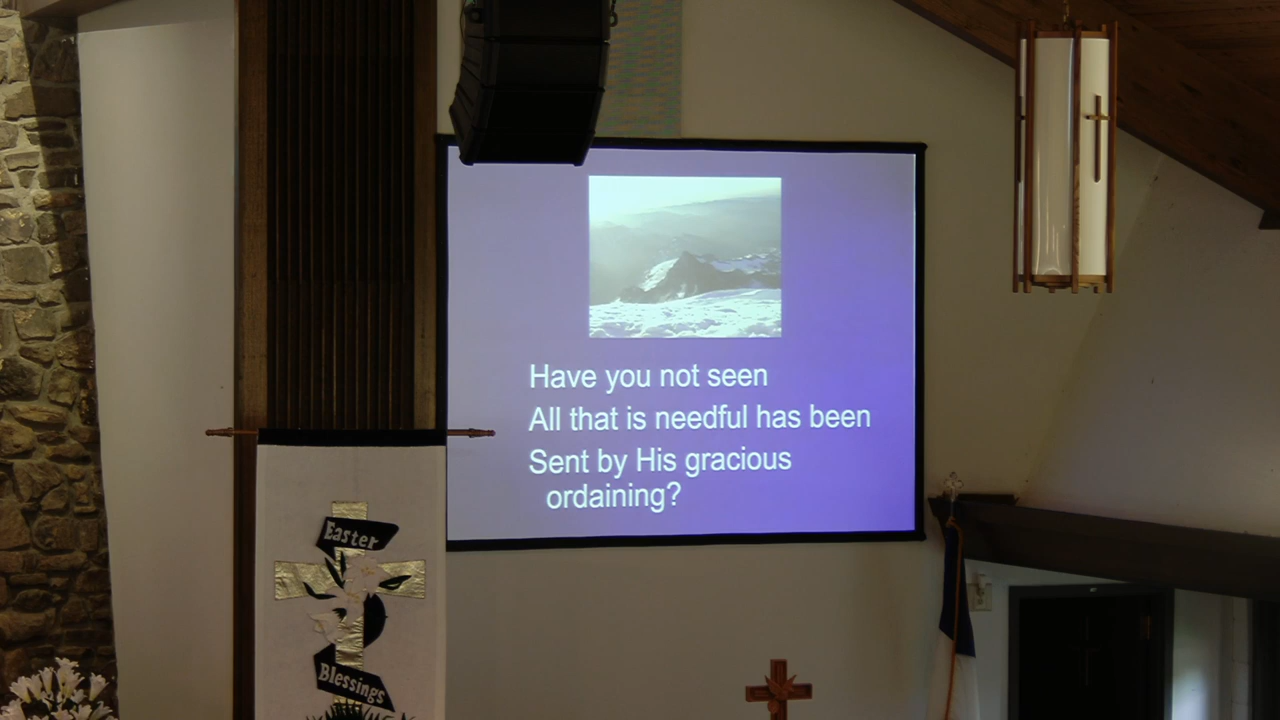 Have you not seen
All that is needful has been
Sent by His gracious
ordaining?
Easter
Blessings